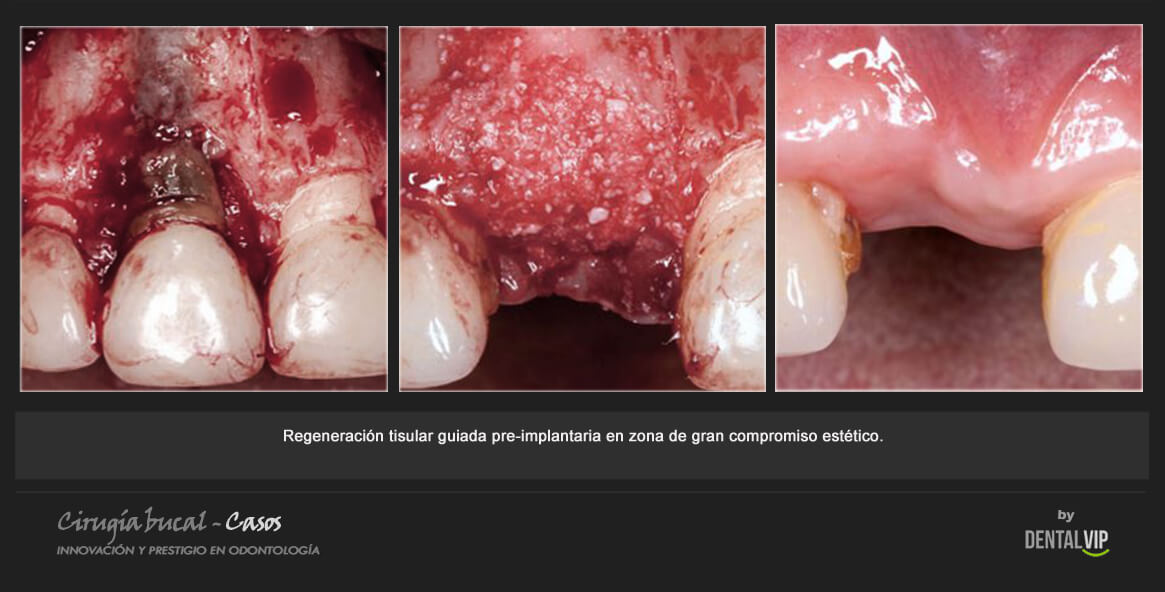 Regeneración tisular guiada pre-implantaria en zona de gran compromiso estético.
Cirugía bucal - Casos
INNOVACIÓN Y PRESTIGIO EN ODONTOLOGÍA
by
DENTALVIP